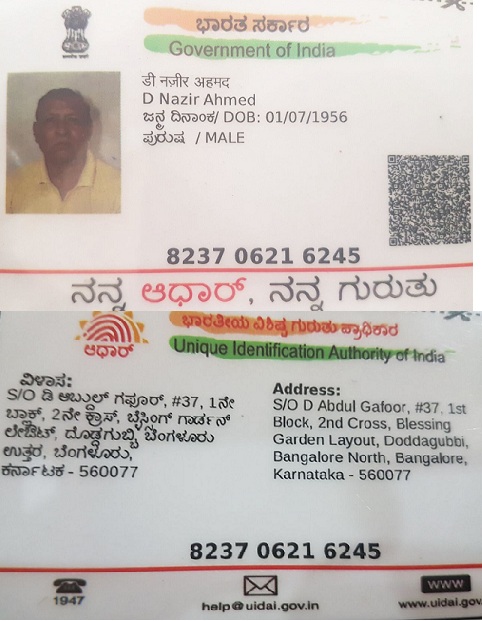 ಭಾರತ ಸರ್ಕಾರ
Government of India
डी नज़ीर अहमद
D Nazir Ahmed
ಜನ್ಮ ದಿನಾಂಕ/ DOB: 01/07/1956
ಪುರುಷ / MALE
8237 0621 6245
ನನ್ನ ಆಧಾರ್, ನನ್ನ ಗುರುತು
ಭಾರತೀಯ ವಿಶಿಷ್ಟ ಗುರುತು ಪ್ರಾಧಿಕಾರ
ಆಧಾರ್
Unique Identification Authority of India
ವಿಳಾಸ:
S/O ಡಿ ಅಬ್ದುಲ್ ಗಫೂರ್, #37, 1ನೇ
ಬ್ಲಾಕ್, 2ನೇ ಕ್ರಾಸ್, ಬ್ಲೆಸ್ಸಿಂಗ್ ಗಾರ್ಡನ್
ಲೇಔಟ್, ದೊಡ್ಡಗುಬ್ಬಿ, ಬೆಂಗಳೂರು
ಉತ್ತರ, ಬೆಂಗಳೂರು,
ಕರ್ನಾಟಕ - 560077
Address:
S/O D Abdul Gafoor, #37, 1st
Block, 2nd Cross, Blessing
Garden Layout, Doddagubbi,
Bangalore North, Bangalore,
Karnataka - 560077
8237 0621 6245
1947
help@uidai.gov.in
WWW
www.uidai.gov.in